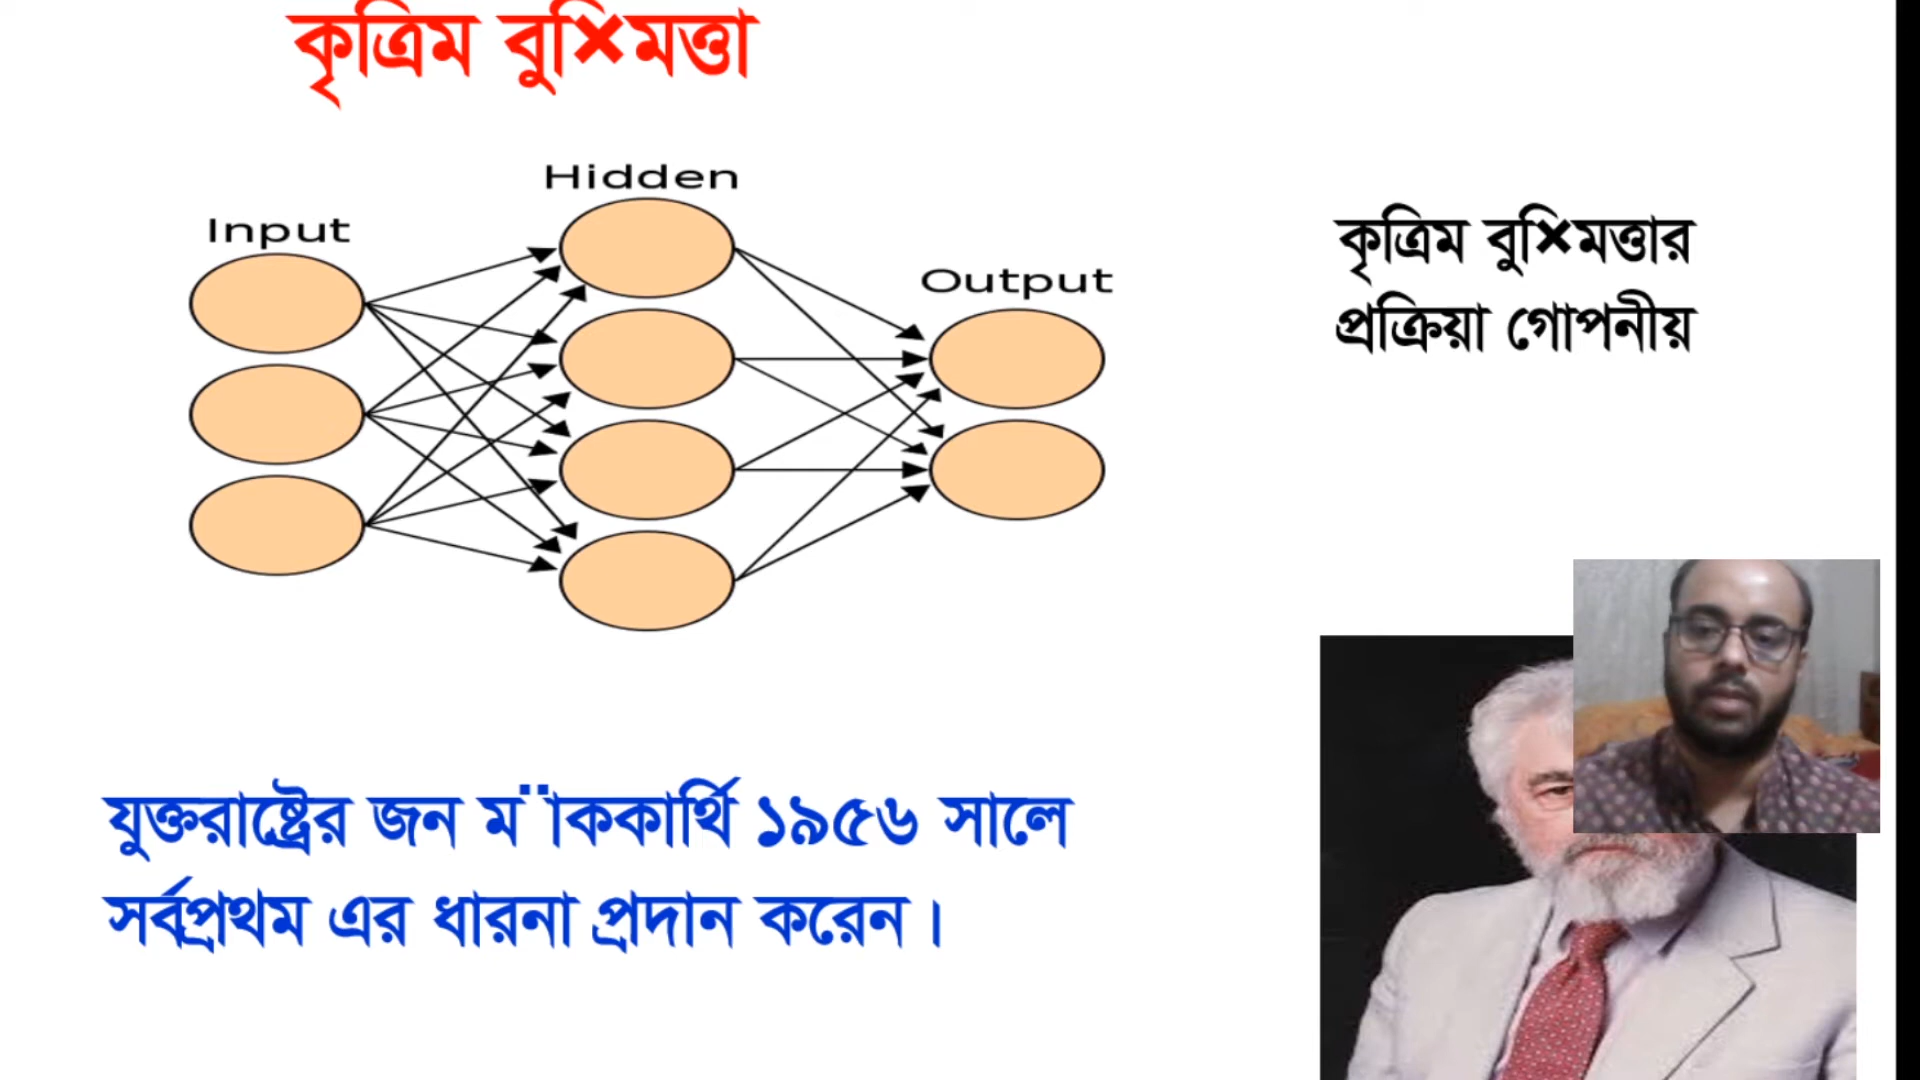 কৃত্রিম বু‌দ্ধি×মত্তা
Hidden
Input
Output
কৃত্রিম বুদ্ধি×মত্তার
প্রক্রিয়া গোপনীয়
যুক্তরাষ্ট্রের জন ম¨াককার্থি ১৯৫৬ সালে
সর্বপ্রথম এর ধারনা প্রদান করেন।